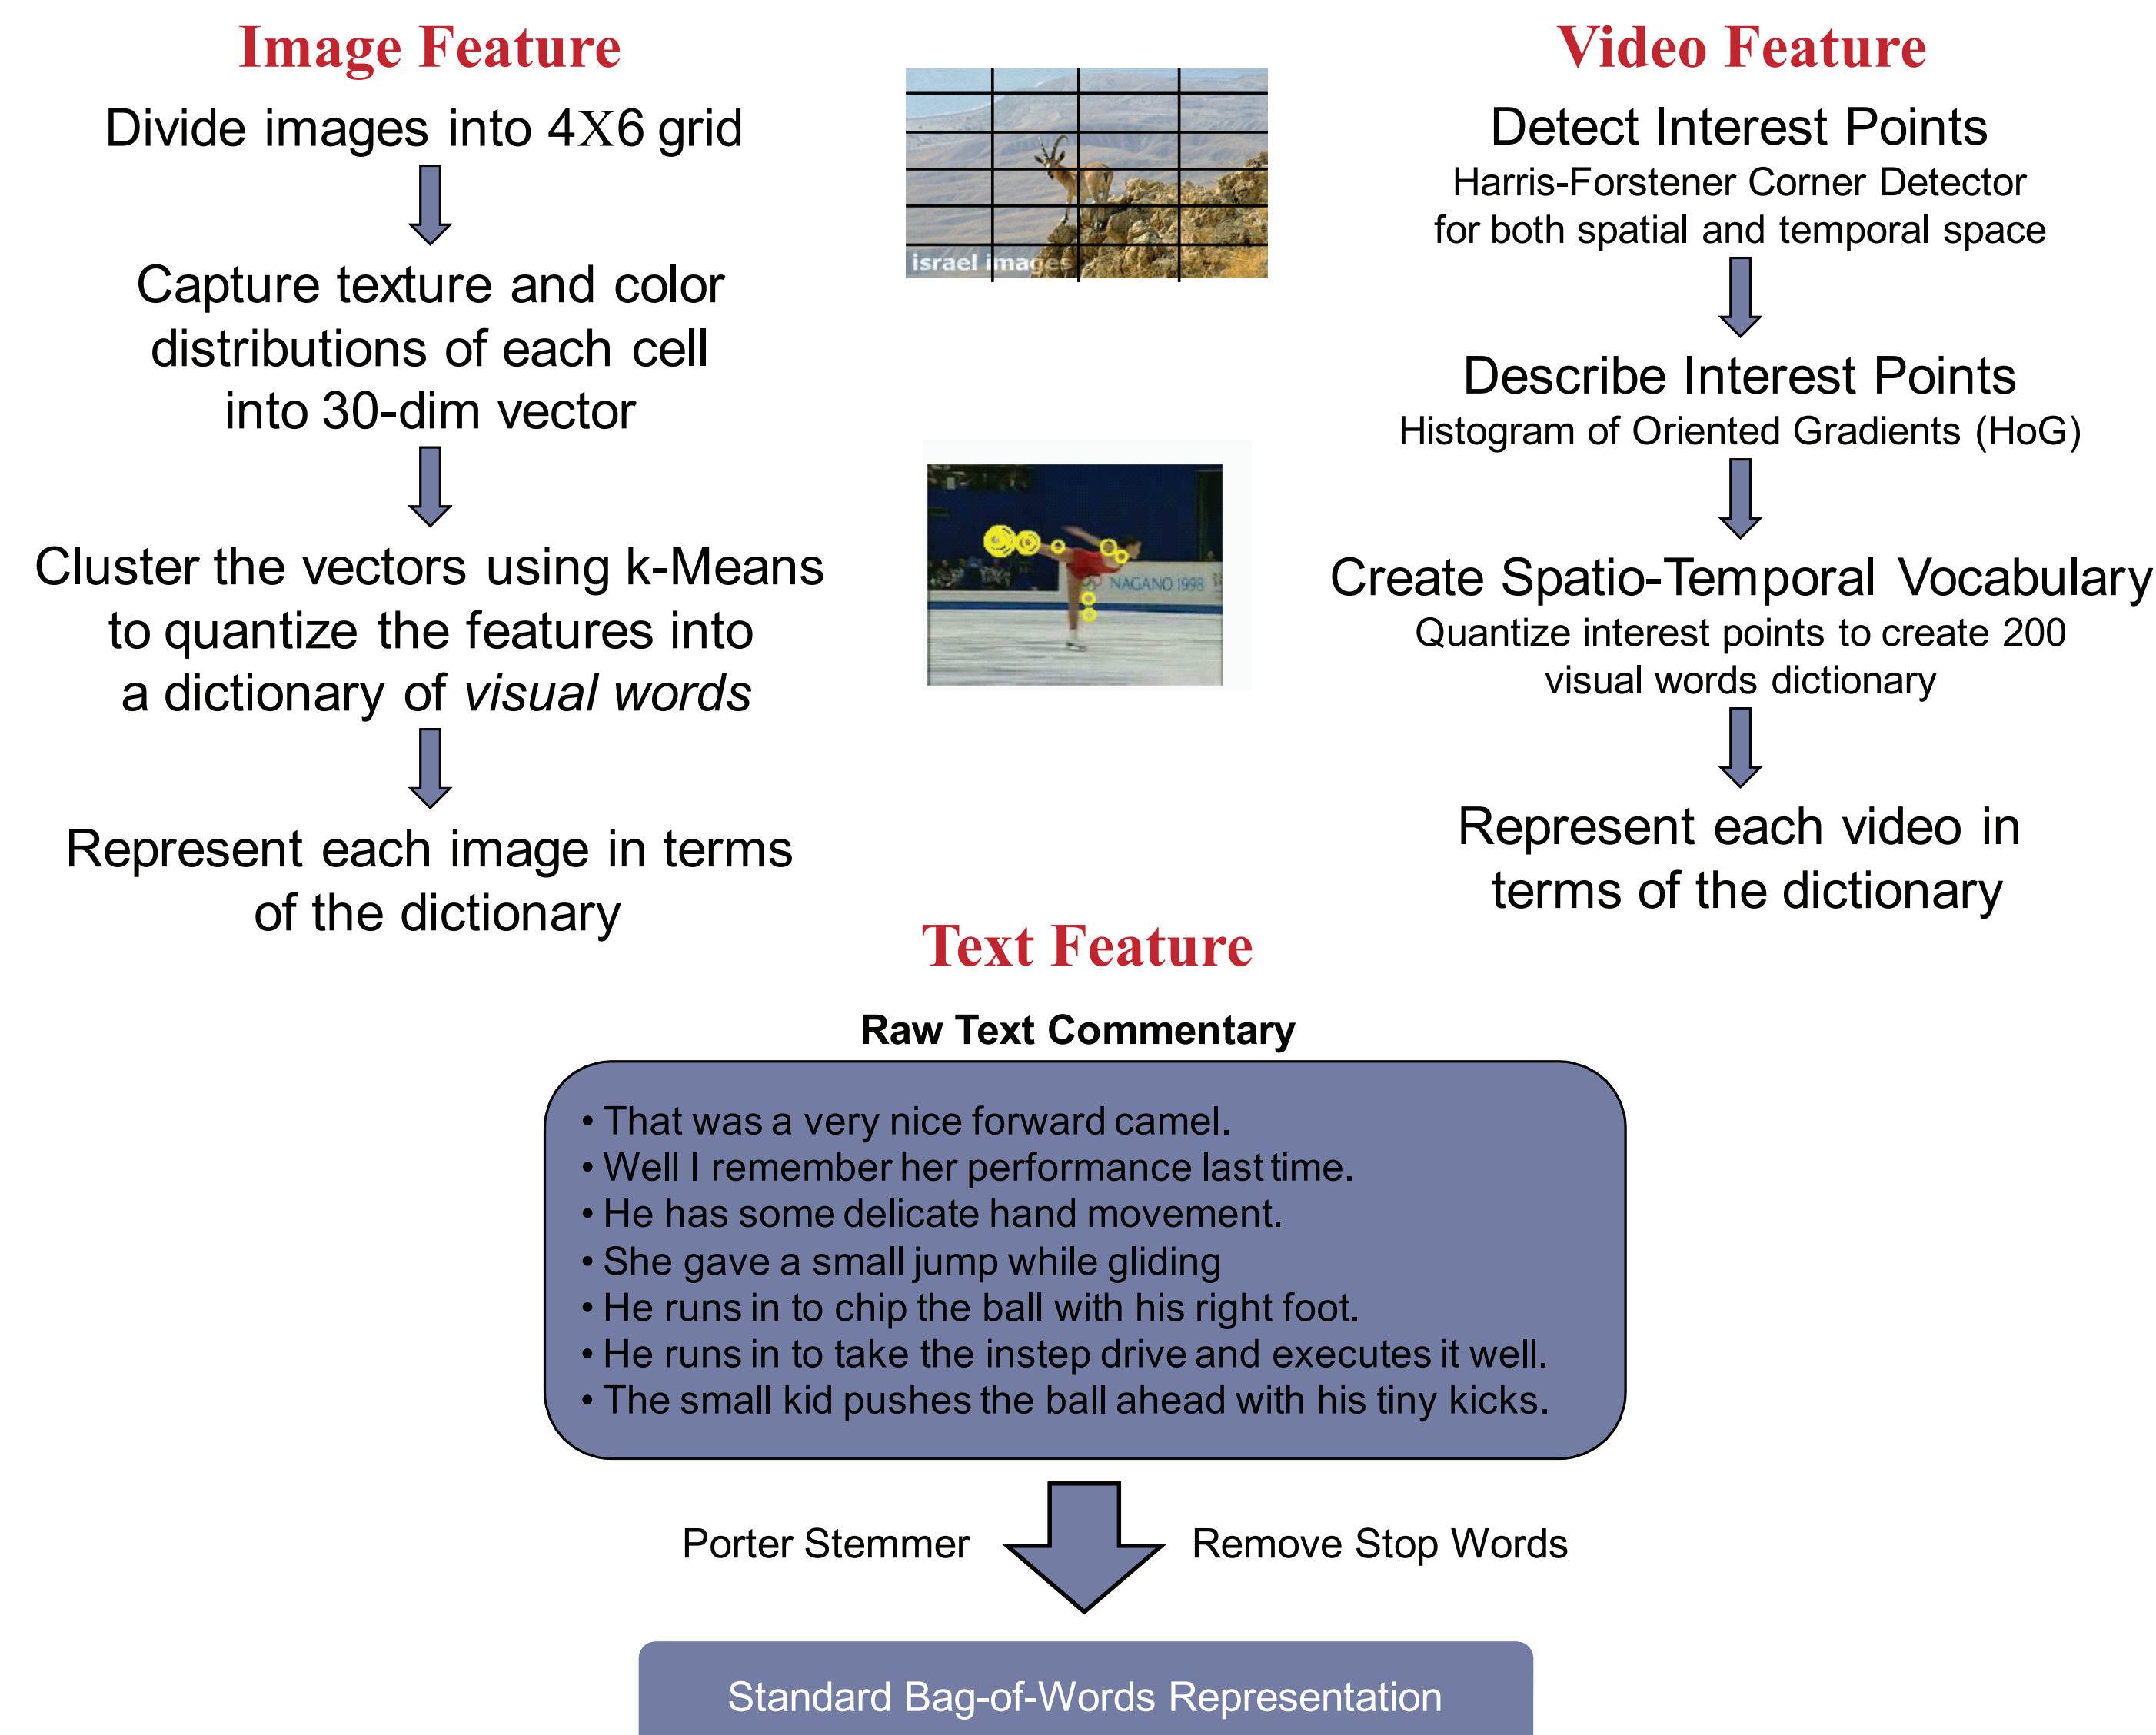 Image Feature
Divide images into 4X6 grid
Capture texture and color
distributions of each cell
into 30-dim vector
Cluster the vectors using k-Means
to quantize the features into
a dictionary of visual words
Represent each image in terms
of the dictionary
israel images
NAGANO 1998
Video Feature
Detect Interest Points
Harris-Forstener Corner Detector
for both spatial and temporal space
Describe Interest Points
Histogram of Oriented Gradients (HoG)
Create Spatio-Temporal Vocabulary
Quantize interest points to create 200
visual words dictionary
Represent each video in
terms of the dictionary
Text Feature
Raw Text Commentary
• That was a very nice forward camel.
• Well I remember her performance last time.
• He has some delicate hand movement.
• She gave a small jump while gliding
• He runs in to chip the ball with his right foot.
• He runs in to take the instep drive and executes it well.
• The small kid pushes the ball ahead with his tiny kicks.
Porter Stemmer
Remove Stop Words
Standard Bag-of-Words Representation